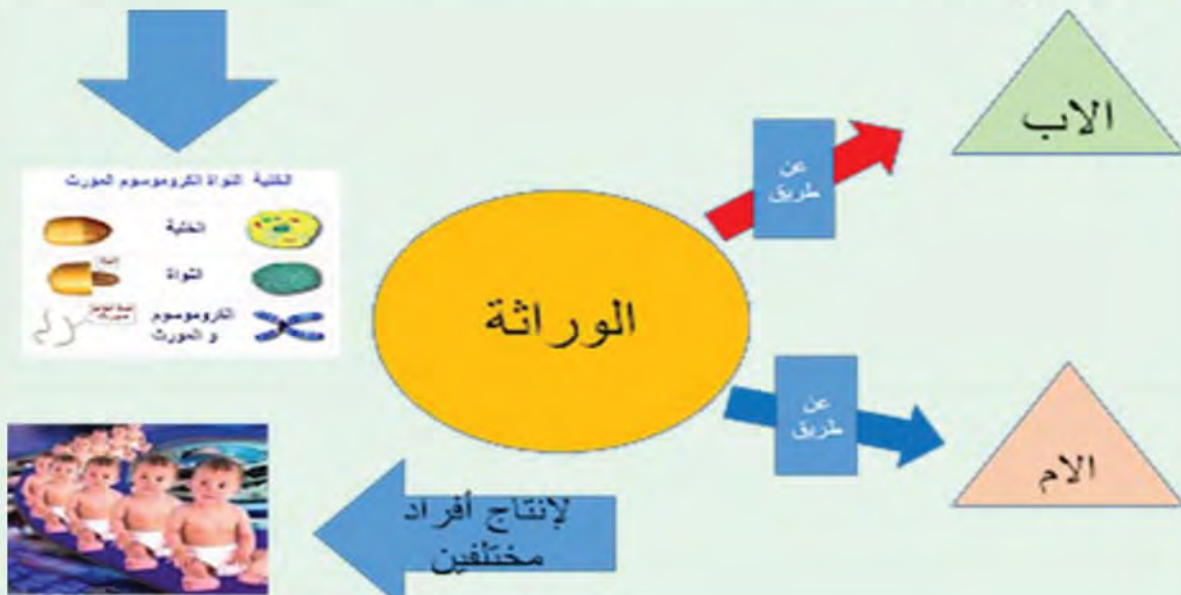 الاب
عن
طريق
الخلية النواة الكروموسوم المورث
الخلية
النواة
الكروموسوم
و المورث
الوراثة
عن
طريق
الام
لإنتاج أفراد
مختلفين